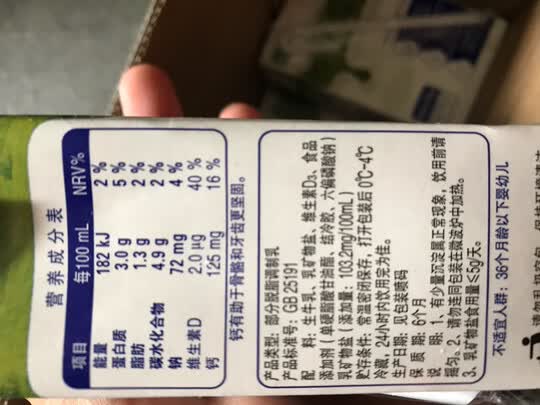 营养成分表
项目 每100 mL NRV%
能量 182 kJ 2 %
蛋白质 3.0 g 5 %
脂肪 1.3 g 2 %
碳水化合物 4.9 g 2 %
钠 72 mg 4 %
维生素D 2.0 μg 40 %
钙 125 mg 16 %
钙有助于骨骼和牙齿更坚固。
产品类型: 部分脱脂调制乳
产品标准号: GB 25191
配 料: 生牛乳、乳矿物盐、维生素D₃、食品
添加剂 (单硬脂酸甘油酯、结冷胶、六偏磷酸钠)
乳矿物盐 (添加量: 103.2mg/100mL)
贮存条件: 常温密闭保存, 打开包装后 0℃-4℃
冷藏, 24小时内饮用完为佳。
生产日期: 见包装喷码
保 质 期: 6个月
说 明: 1、有少量沉淀属正常现象, 饮用前请
摇匀。2、请勿连同包装在微波炉中加热。
3、乳矿物盐食用量≤5g/天。
不适宜人群: 36个月龄以下婴幼儿